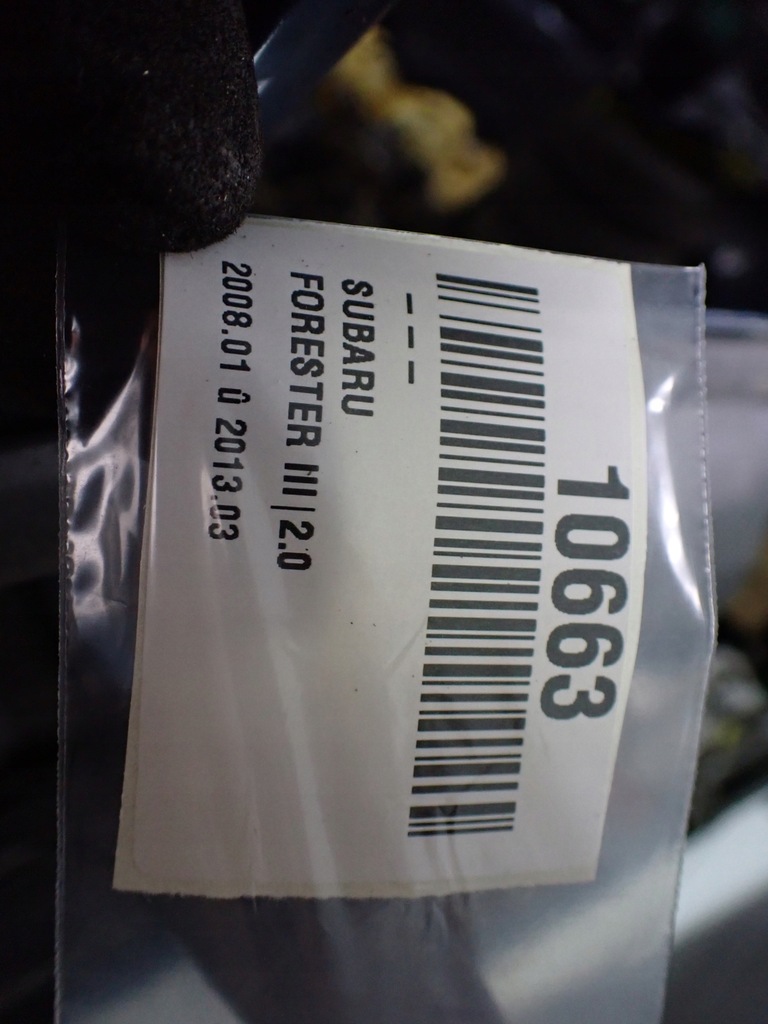 10663
---
SUBARU
FORESTER III | 2.0
2008.01 û 2013.03